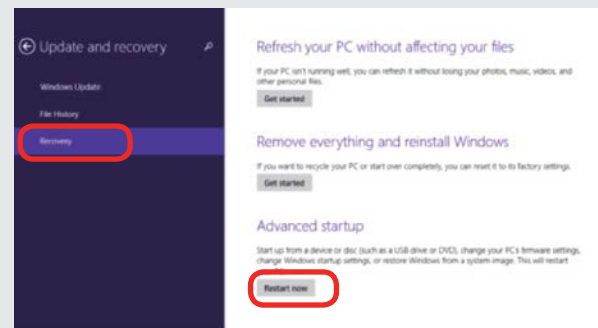 Update and recovery
Windows Update
File History
Recovery
Refresh your PC without affecting your files
If your PC isn't running well, you can refresh it without losing your photos, music, videos, and
other personal files.
Get started
Remove everything and reinstall Windows
If you want to recycle your PC or start over completely, you can reset it to its factory settings.
Get started
Advanced startup
Start up from a device or disc (such as a USB drive or DVD), change your PC's firmware settings,
change Windows startup settings, or restore Windows from a system image. This will restart
Restart now